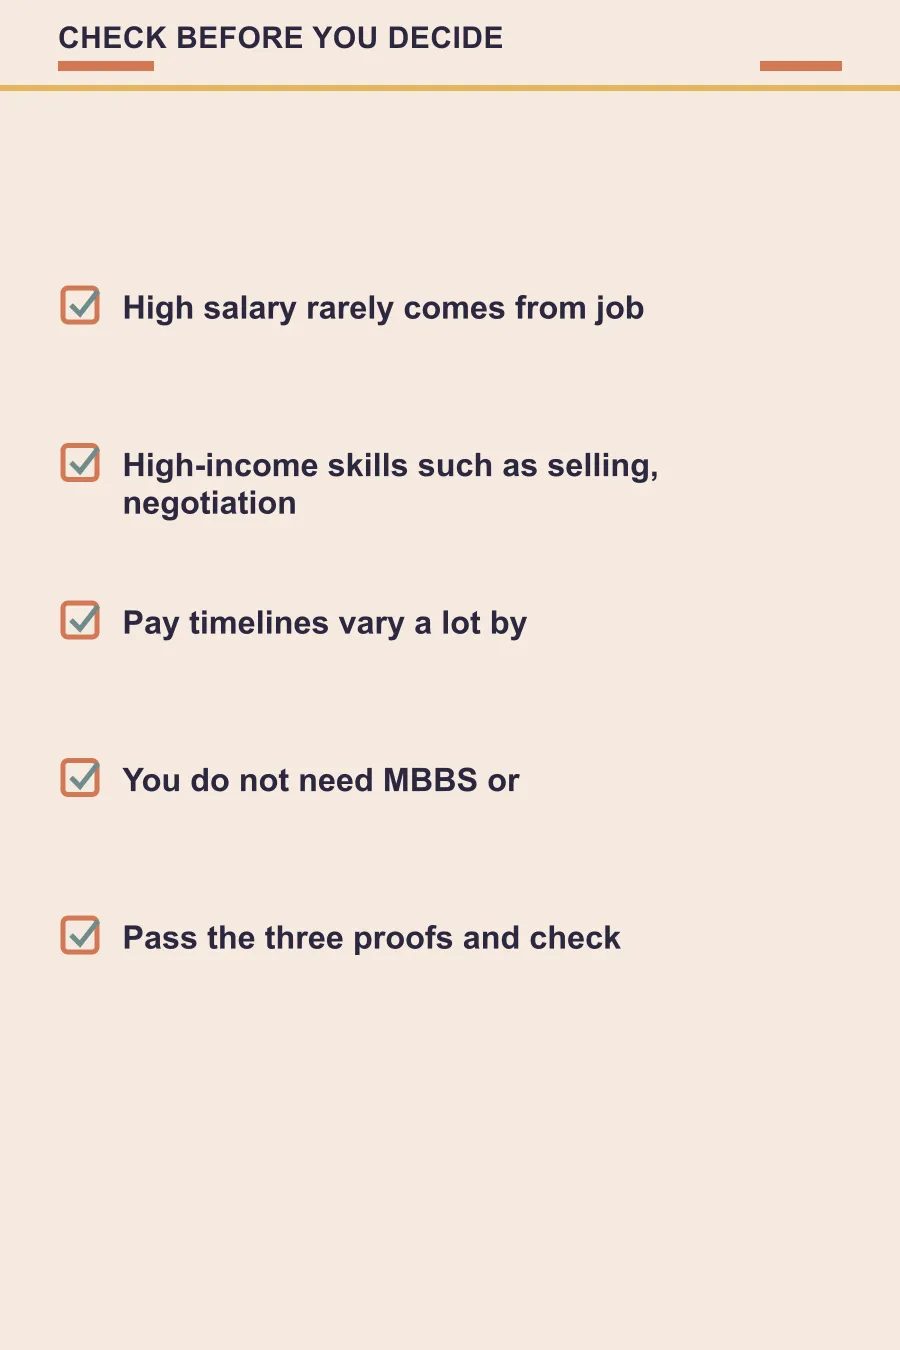 CHECK BEFORE YOU DECIDE
High salary rarely comes from job
High-income skills such as selling,
negotiation
Pay timelines vary a lot by
You do not need MBBS or
Pass the three proofs and check